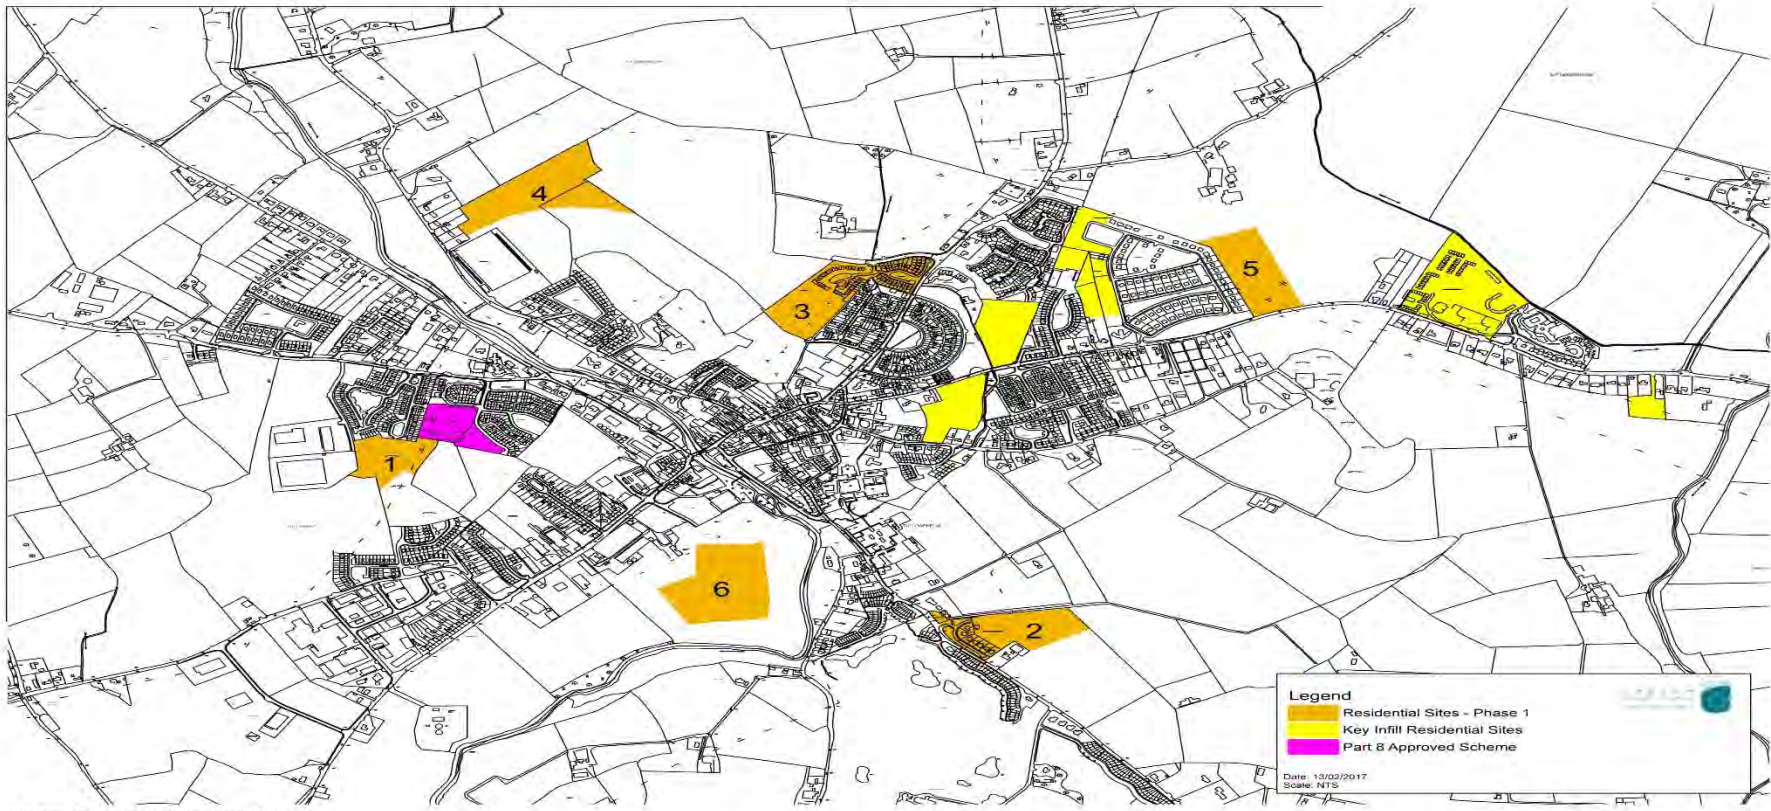 4
5
3
1
6
2
Legend
Residential Sites - Phase 1
Key Infill Residential Sites
Part 8 Approved Scheme
Date: 13/02/2017
Scale: NTS